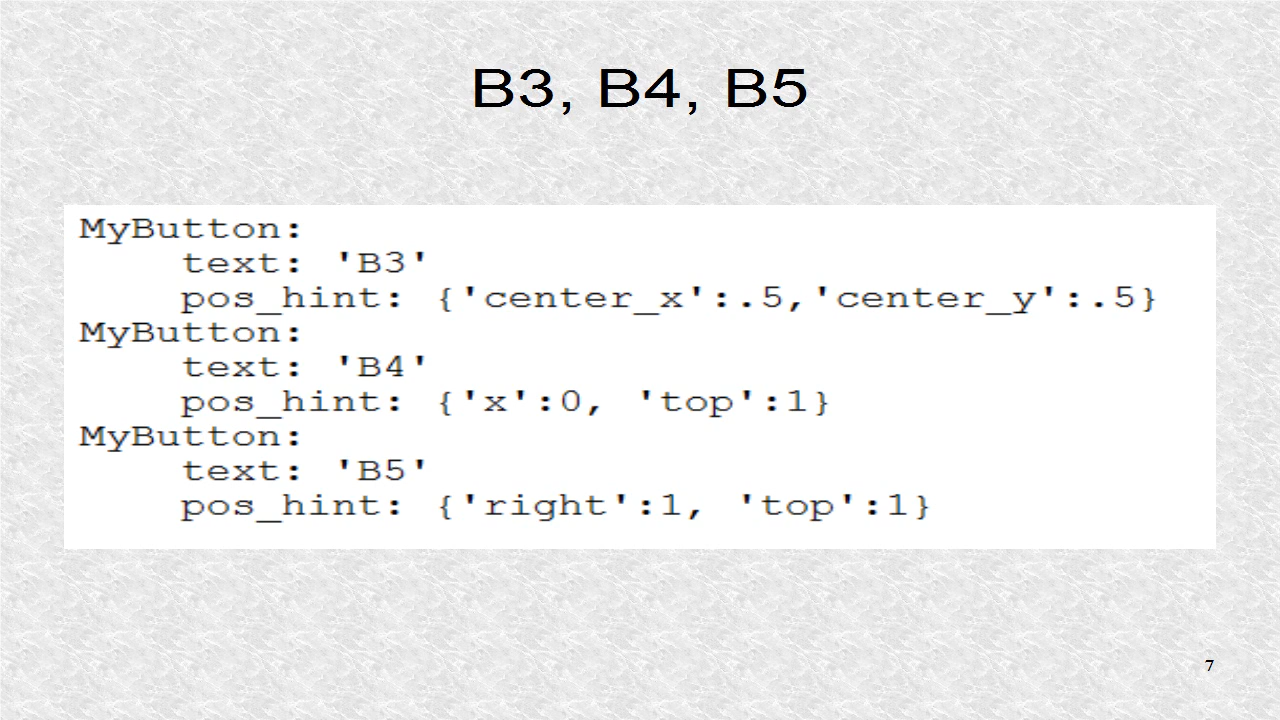 B3, B4, B5
MyButton:
     text: 'B3'
     pos_hint: {'center_x':.5,'center_y':.5}
MyButton:
     text: 'B4'
     pos_hint: {'x':0, 'top':1}
MyButton:
     text: 'B5'
     pos_hint: {'right':1, 'top':1}
7